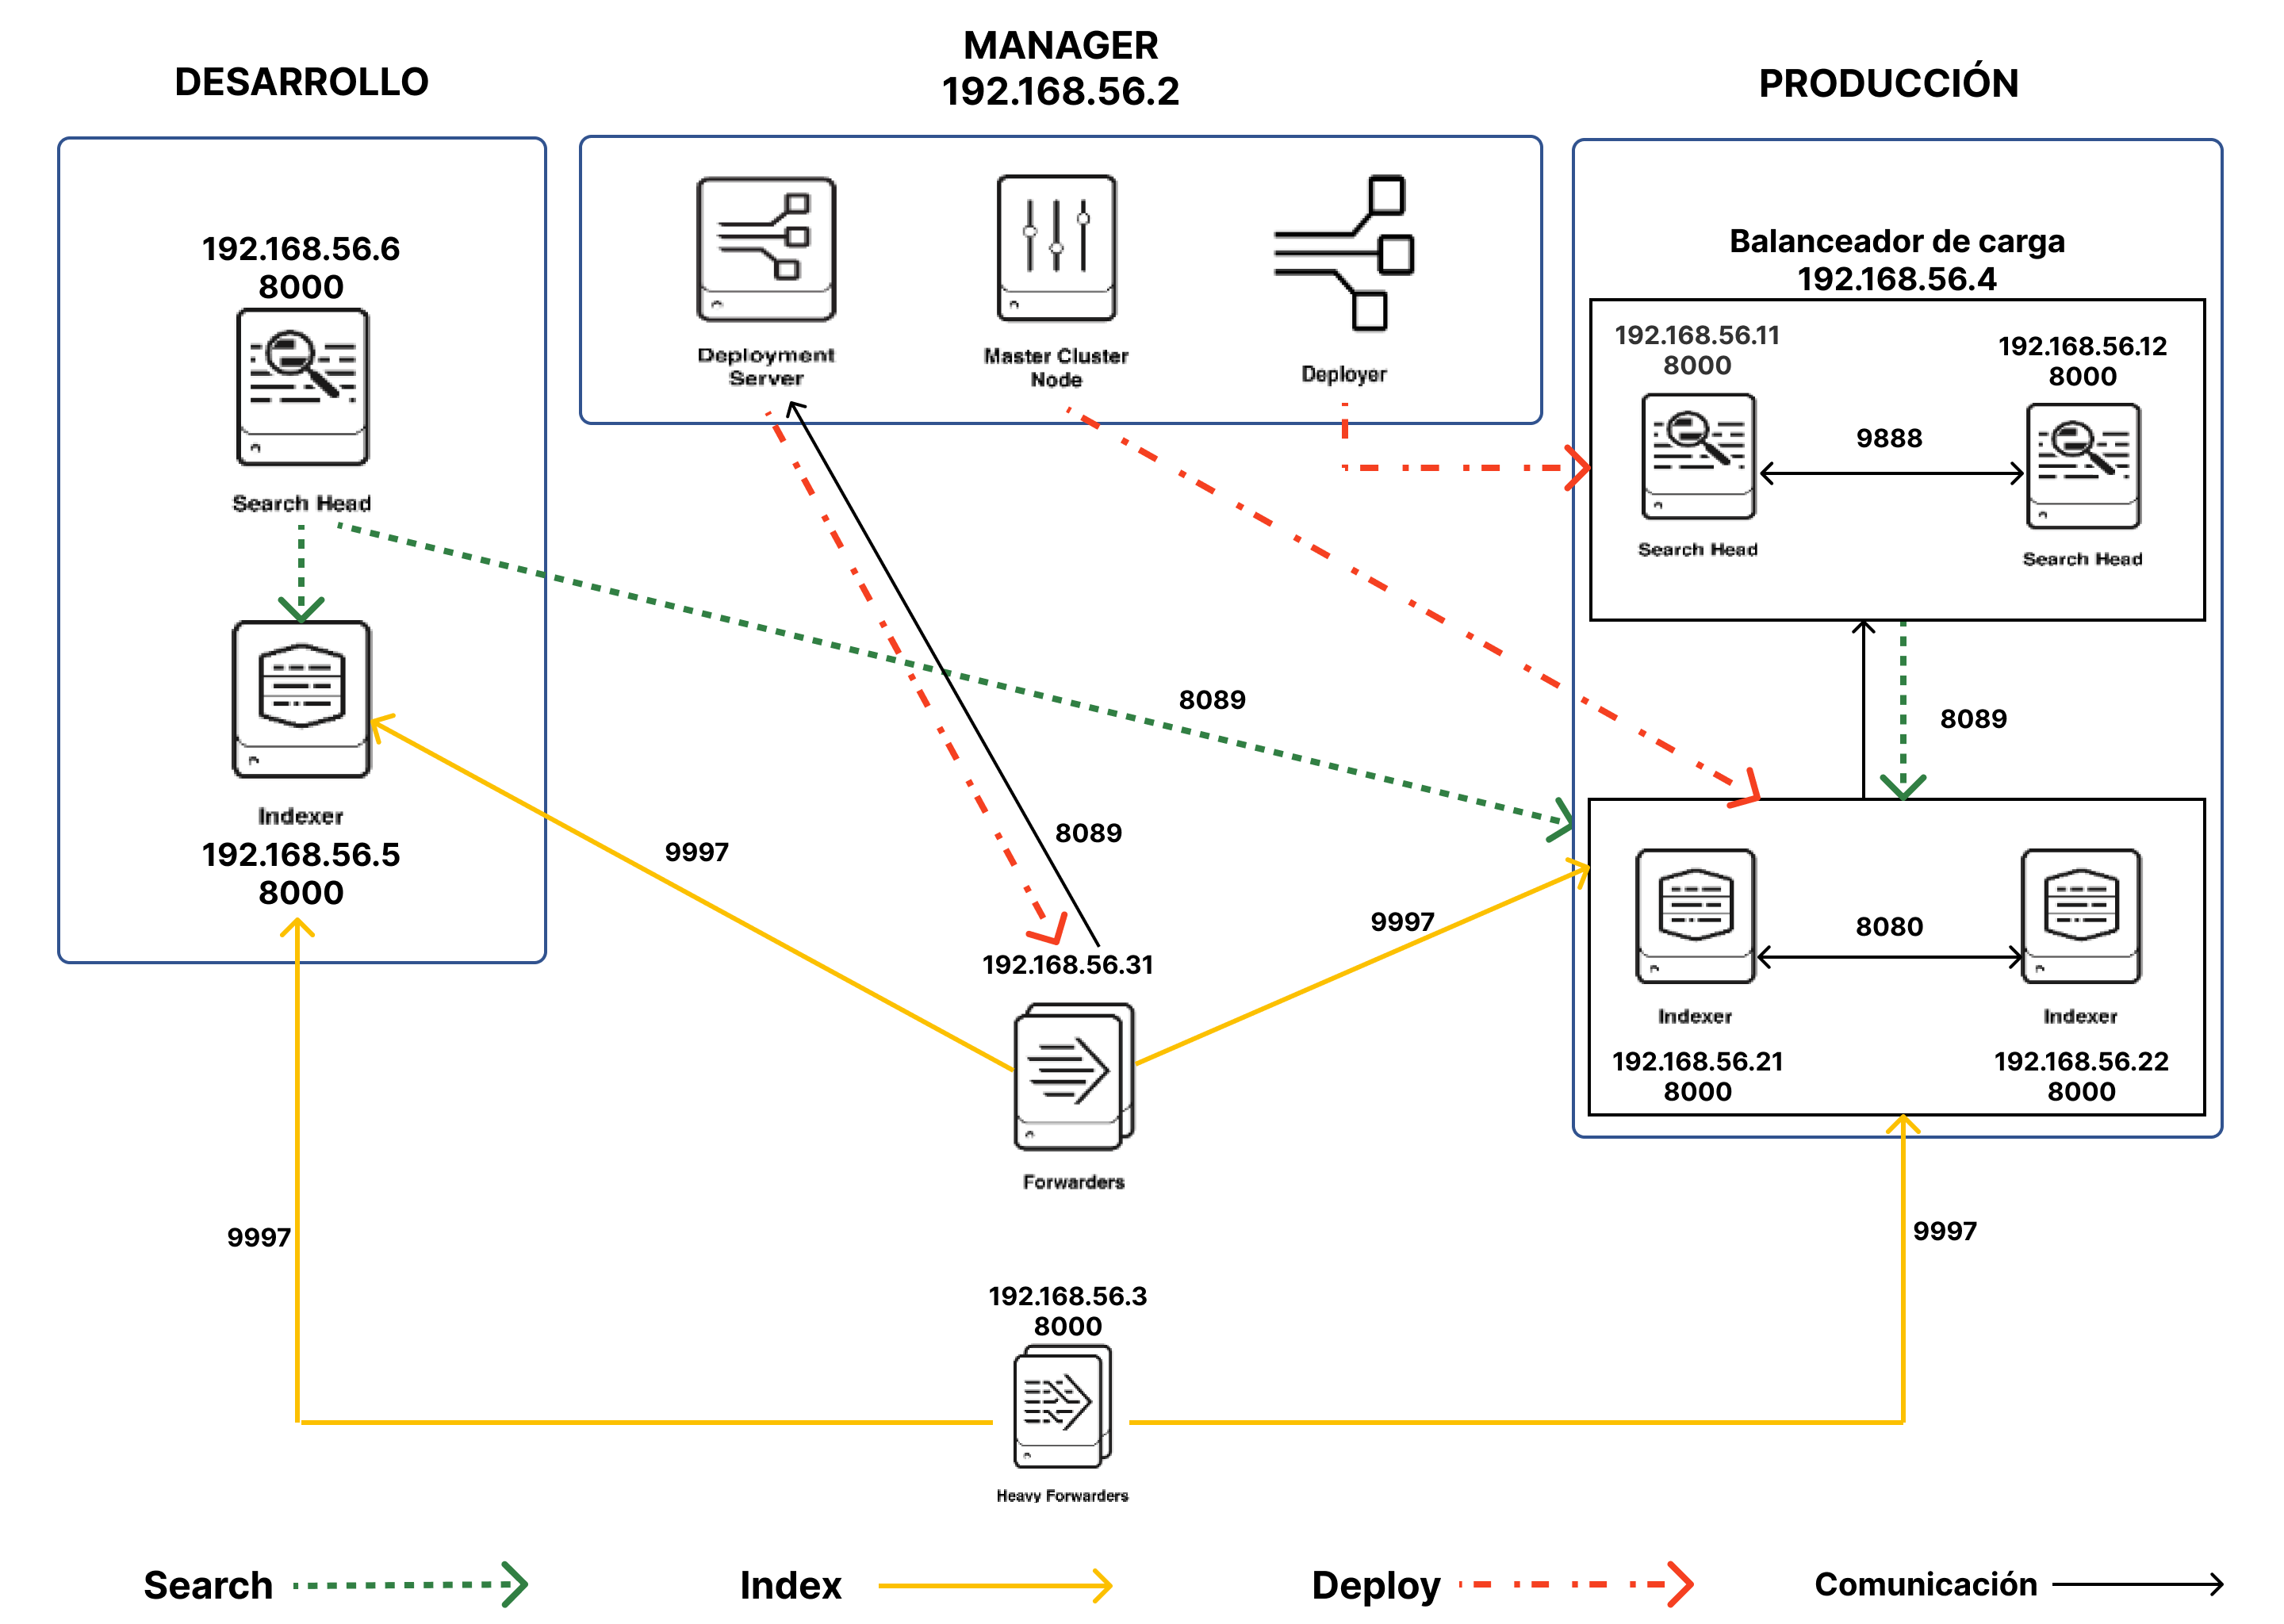 DESARROLLO
MANAGER
192.168.56.2
PRODUCCIÓN
192.168.56.6
8000
Search Head
Indexer
192.168.56.5
8000
Deployment
Server
Master Cluster
Node
Deployer
Balanceador de carga
192.168.56.4
192.168.56.11
8000
Search Head
9888
192.168.56.12
8000
Search Head
8089
8089
8089
9997
9997
192.168.56.31
Forwarders
8080
Indexer
192.168.56.21
8000
Indexer
192.168.56.22
8000
9997
9997
192.168.56.3
8000
Heavy Forwarders
Search
Index
Deploy
Comunicación